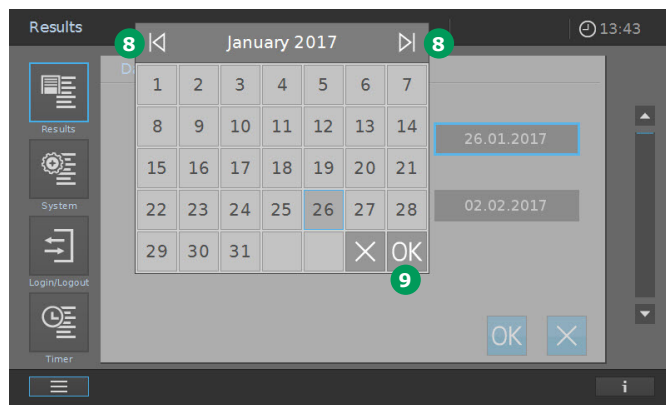 Results
13:43
8
January 2017
8
D
1 2 3 4 5 6 7
8 9 10 11 12 13 14
15 16 17 18 19 20 21
22 23 24 25 26 27 28
29 30 31 OK
9
26.01.2017
02.02.2017
Results
System
Login/Logout
Timer
OK
i